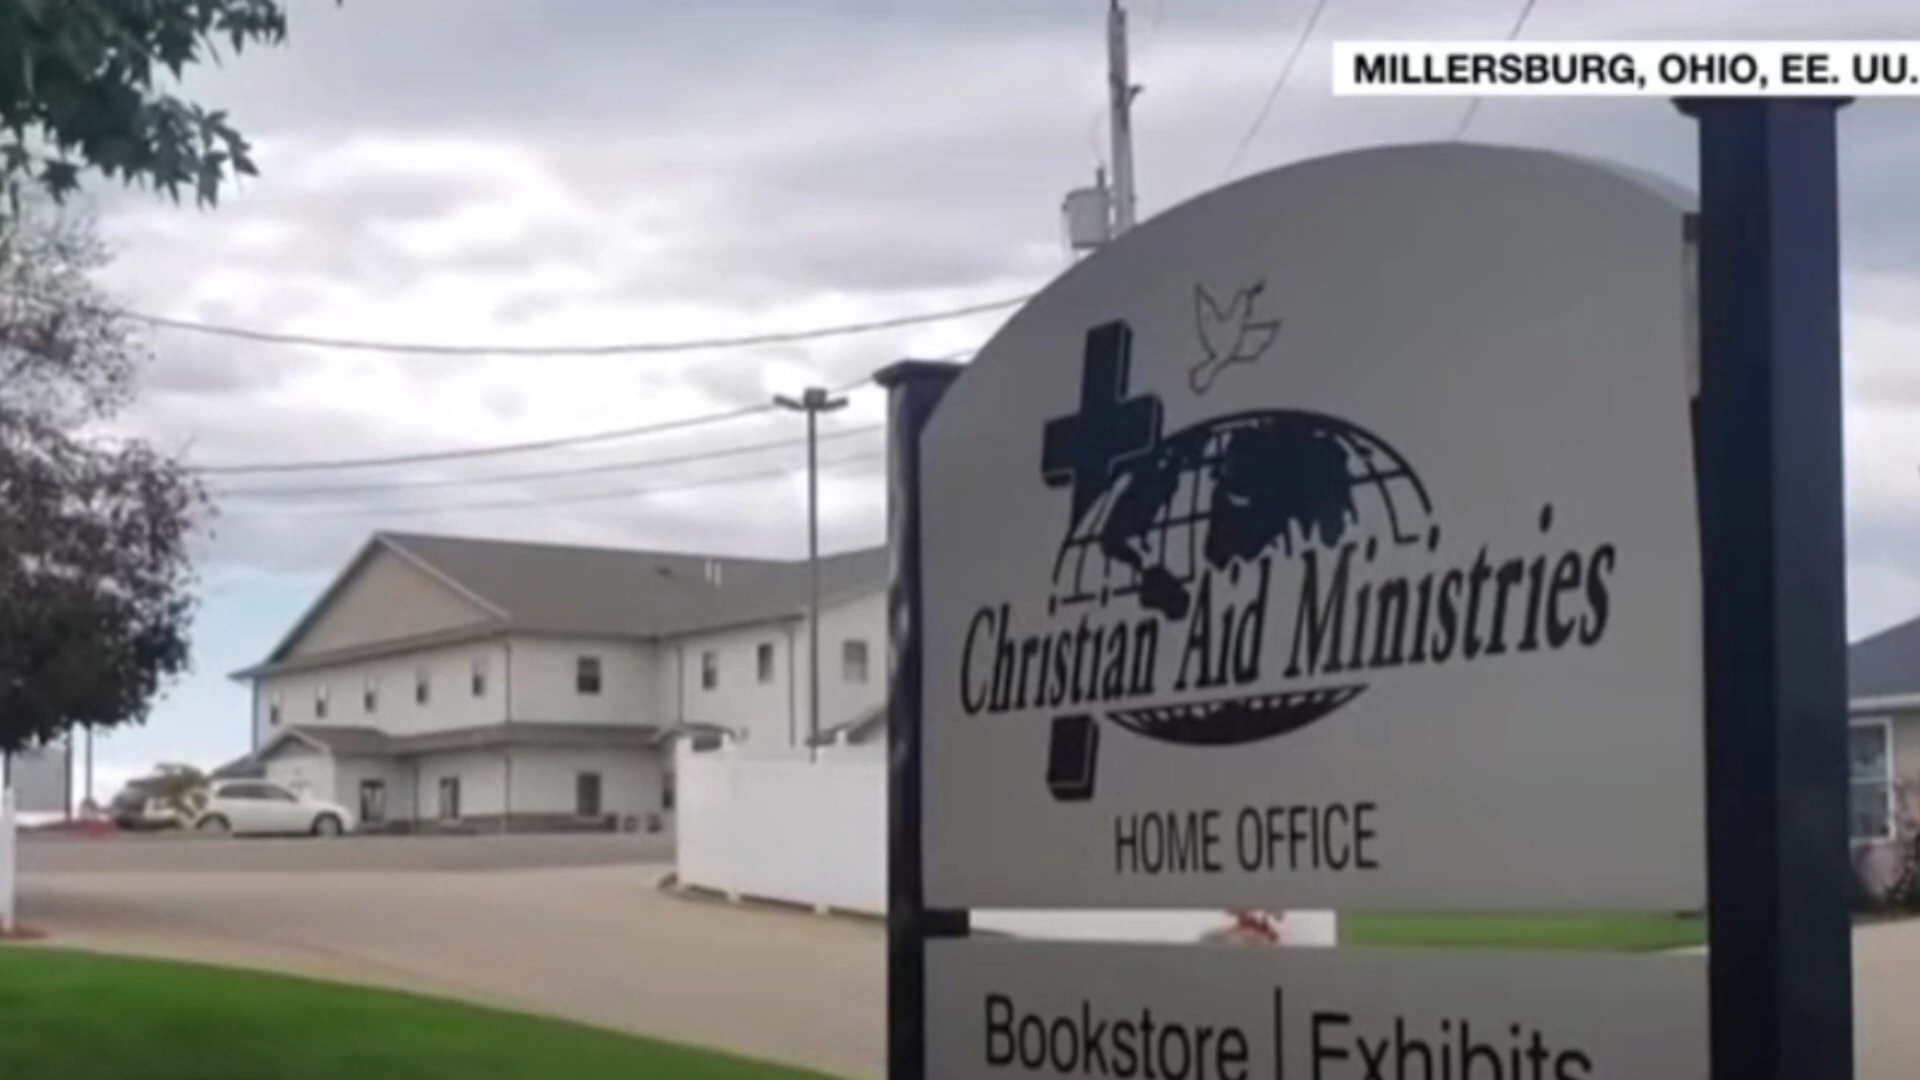 MILLERSBURG, OHIO, EE. UU.
Christian Aid Ministries
HOME OFFICE
Bookstore | Exhibits